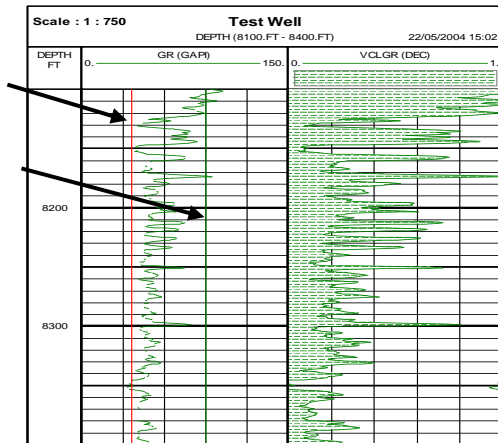 Scale : 1 : 750 Test Well
DEPTH (8100.FT - 8400.FT) 22/05/2004 15:02
DEPTH GR (GAPI) VCLGR (DEC)
FT 0. 150. 0. 1.
8200
8300